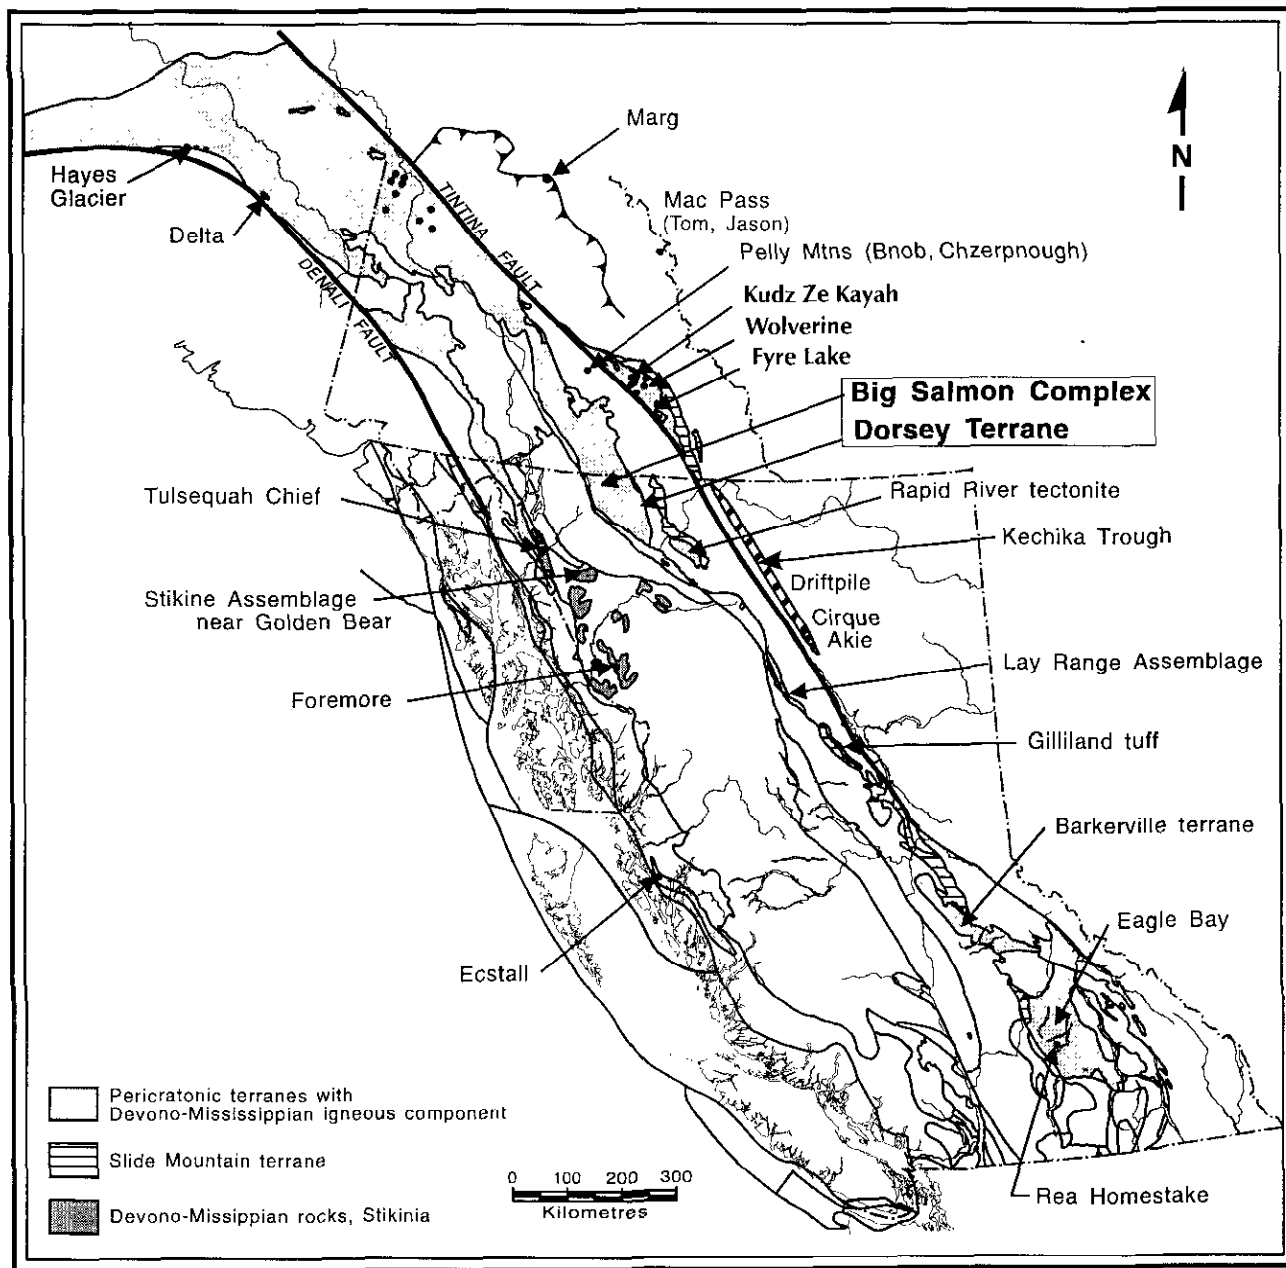 Marg
N
Hayes
Glacier
Mac Pass
(Tom, Jason)
TINTINA FAULT
Delta
Pelly Mtns (Bnob, Chzerpnough)
DENALI FAULT
Kudz Ze Kayah
Wolverine
Fyre Lake
Big Salmon Complex
Dorsey Terrane
Tulsequah Chief
Rapid River tectonite
Kechika Trough
Driftpile
Stikine Assemblage
near Golden Bear
Cirque
Akie
Lay Range Assemblage
Foremore
Gilliland tuff
Barkerville terrane
Eagle Bay
Ecstall
Pericratonic terranes with
Devono-Mississippian igneous component
Slide Mountain terrane
0 100 200 300
Kilometres
Rea Homestake
Devono-Missippian rocks, Stikinia